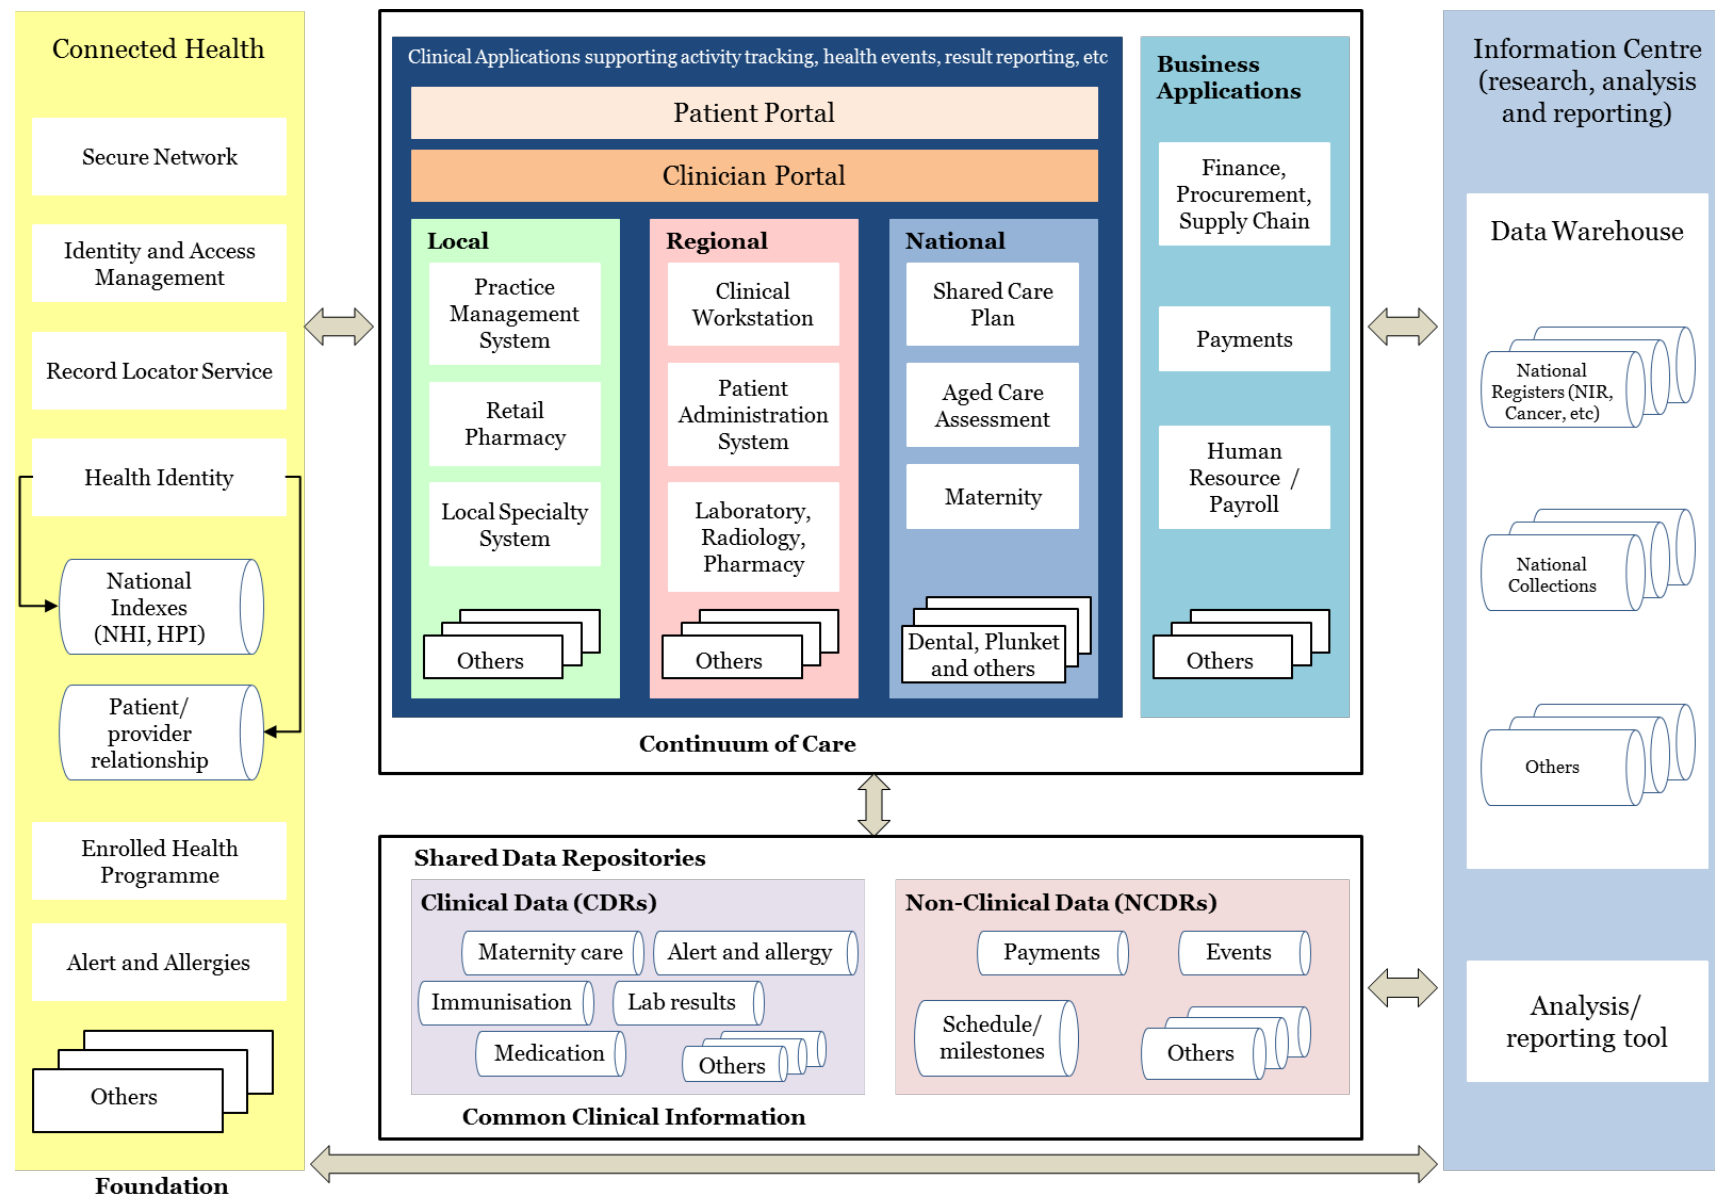 Connected Health
Secure Network
Identity and Access
Management
Record Locator Service
Health Identity
National
Indexes
(NHI, HPI)
Patient/
provider
relationship
Enrolled Health
Programme
Alert and Allergies
Others
Foundation
Clinical Applications supporting activity tracking, health events, result reporting, etc
Patient Portal
Clinician Portal
Local
Practice
Management
System
Retail
Pharmacy
Local Specialty
System
Others
Regional
Clinical
Workstation
Patient
Administration
System
Laboratory,
Radiology,
Pharmacy
Others
National
Shared Care
Plan
Aged Care
Assessment
Maternity
Dental, Plunket
and others
Business
Applications
Finance,
Procurement,
Supply Chain
Payments
Human
Resource /
Payroll
Others
Continuum of Care
Shared Data Repositories
Clinical Data (CDRs)
Maternity care
Alert and allergy
Immunisation
Lab results
Medication
Others
Non-Clinical Data (NCDRs)
Payments
Events
Schedule/
milestones
Others
Common Clinical Information
Information Centre
(research, analysis
and reporting)
Data Warehouse
National
Registers (NIR,
Cancer, etc)
National
Collections
Others
Analysis/
reporting tool